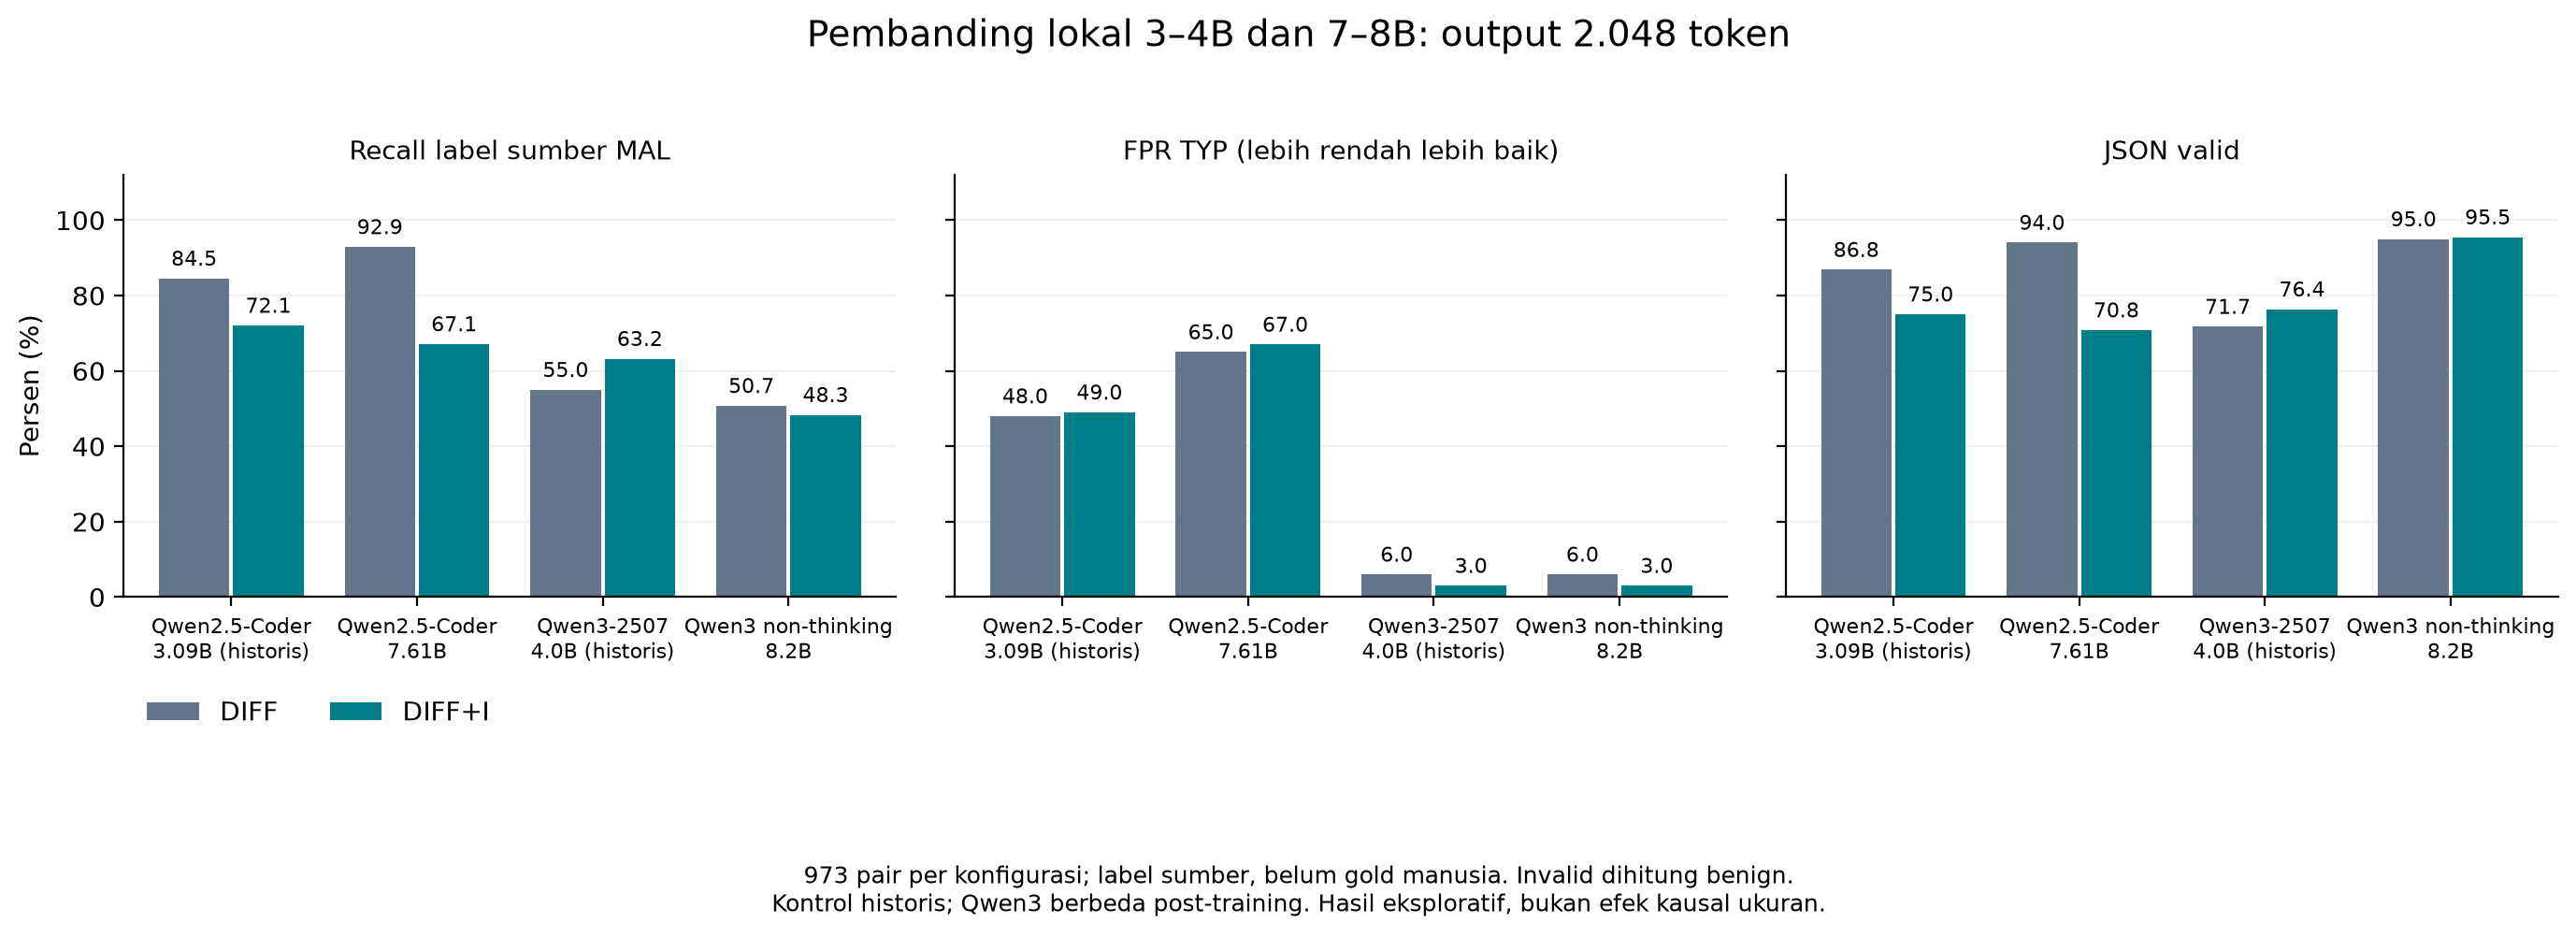 Pembanding lokal 3–4B dan 7–8B: output 2.048 token
Recall label sumber MAL
Persen (%)
100
80
60
40
20
0
84.5
72.1
92.9
67.1
55.0
63.2
50.7
48.3
Qwen2.5-Coder
3.09B (historis)
Qwen2.5-Coder
7.61B
Qwen3-2507
4.0B (historis)
Qwen3 non-thinking
8.2B
FPR TYP (lebih rendah lebih baik)
48.0
49.0
65.0
67.0
6.0
3.0
6.0
3.0
Qwen2.5-Coder
3.09B (historis)
Qwen2.5-Coder
7.61B
Qwen3-2507
4.0B (historis)
Qwen3 non-thinking
8.2B
JSON valid
86.8
75.0
94.0
70.8
71.7
76.4
95.0
95.5
Qwen2.5-Coder
3.09B (historis)
Qwen2.5-Coder
7.61B
Qwen3-2507
4.0B (historis)
Qwen3 non-thinking
8.2B
DIFF
DIFF+I
973 pair per konfigurasi; label sumber, belum gold manusia. Invalid dihitung benign.
Kontrol historis; Qwen3 berbeda post-training. Hasil eksploratif, bukan efek kausal ukuran.